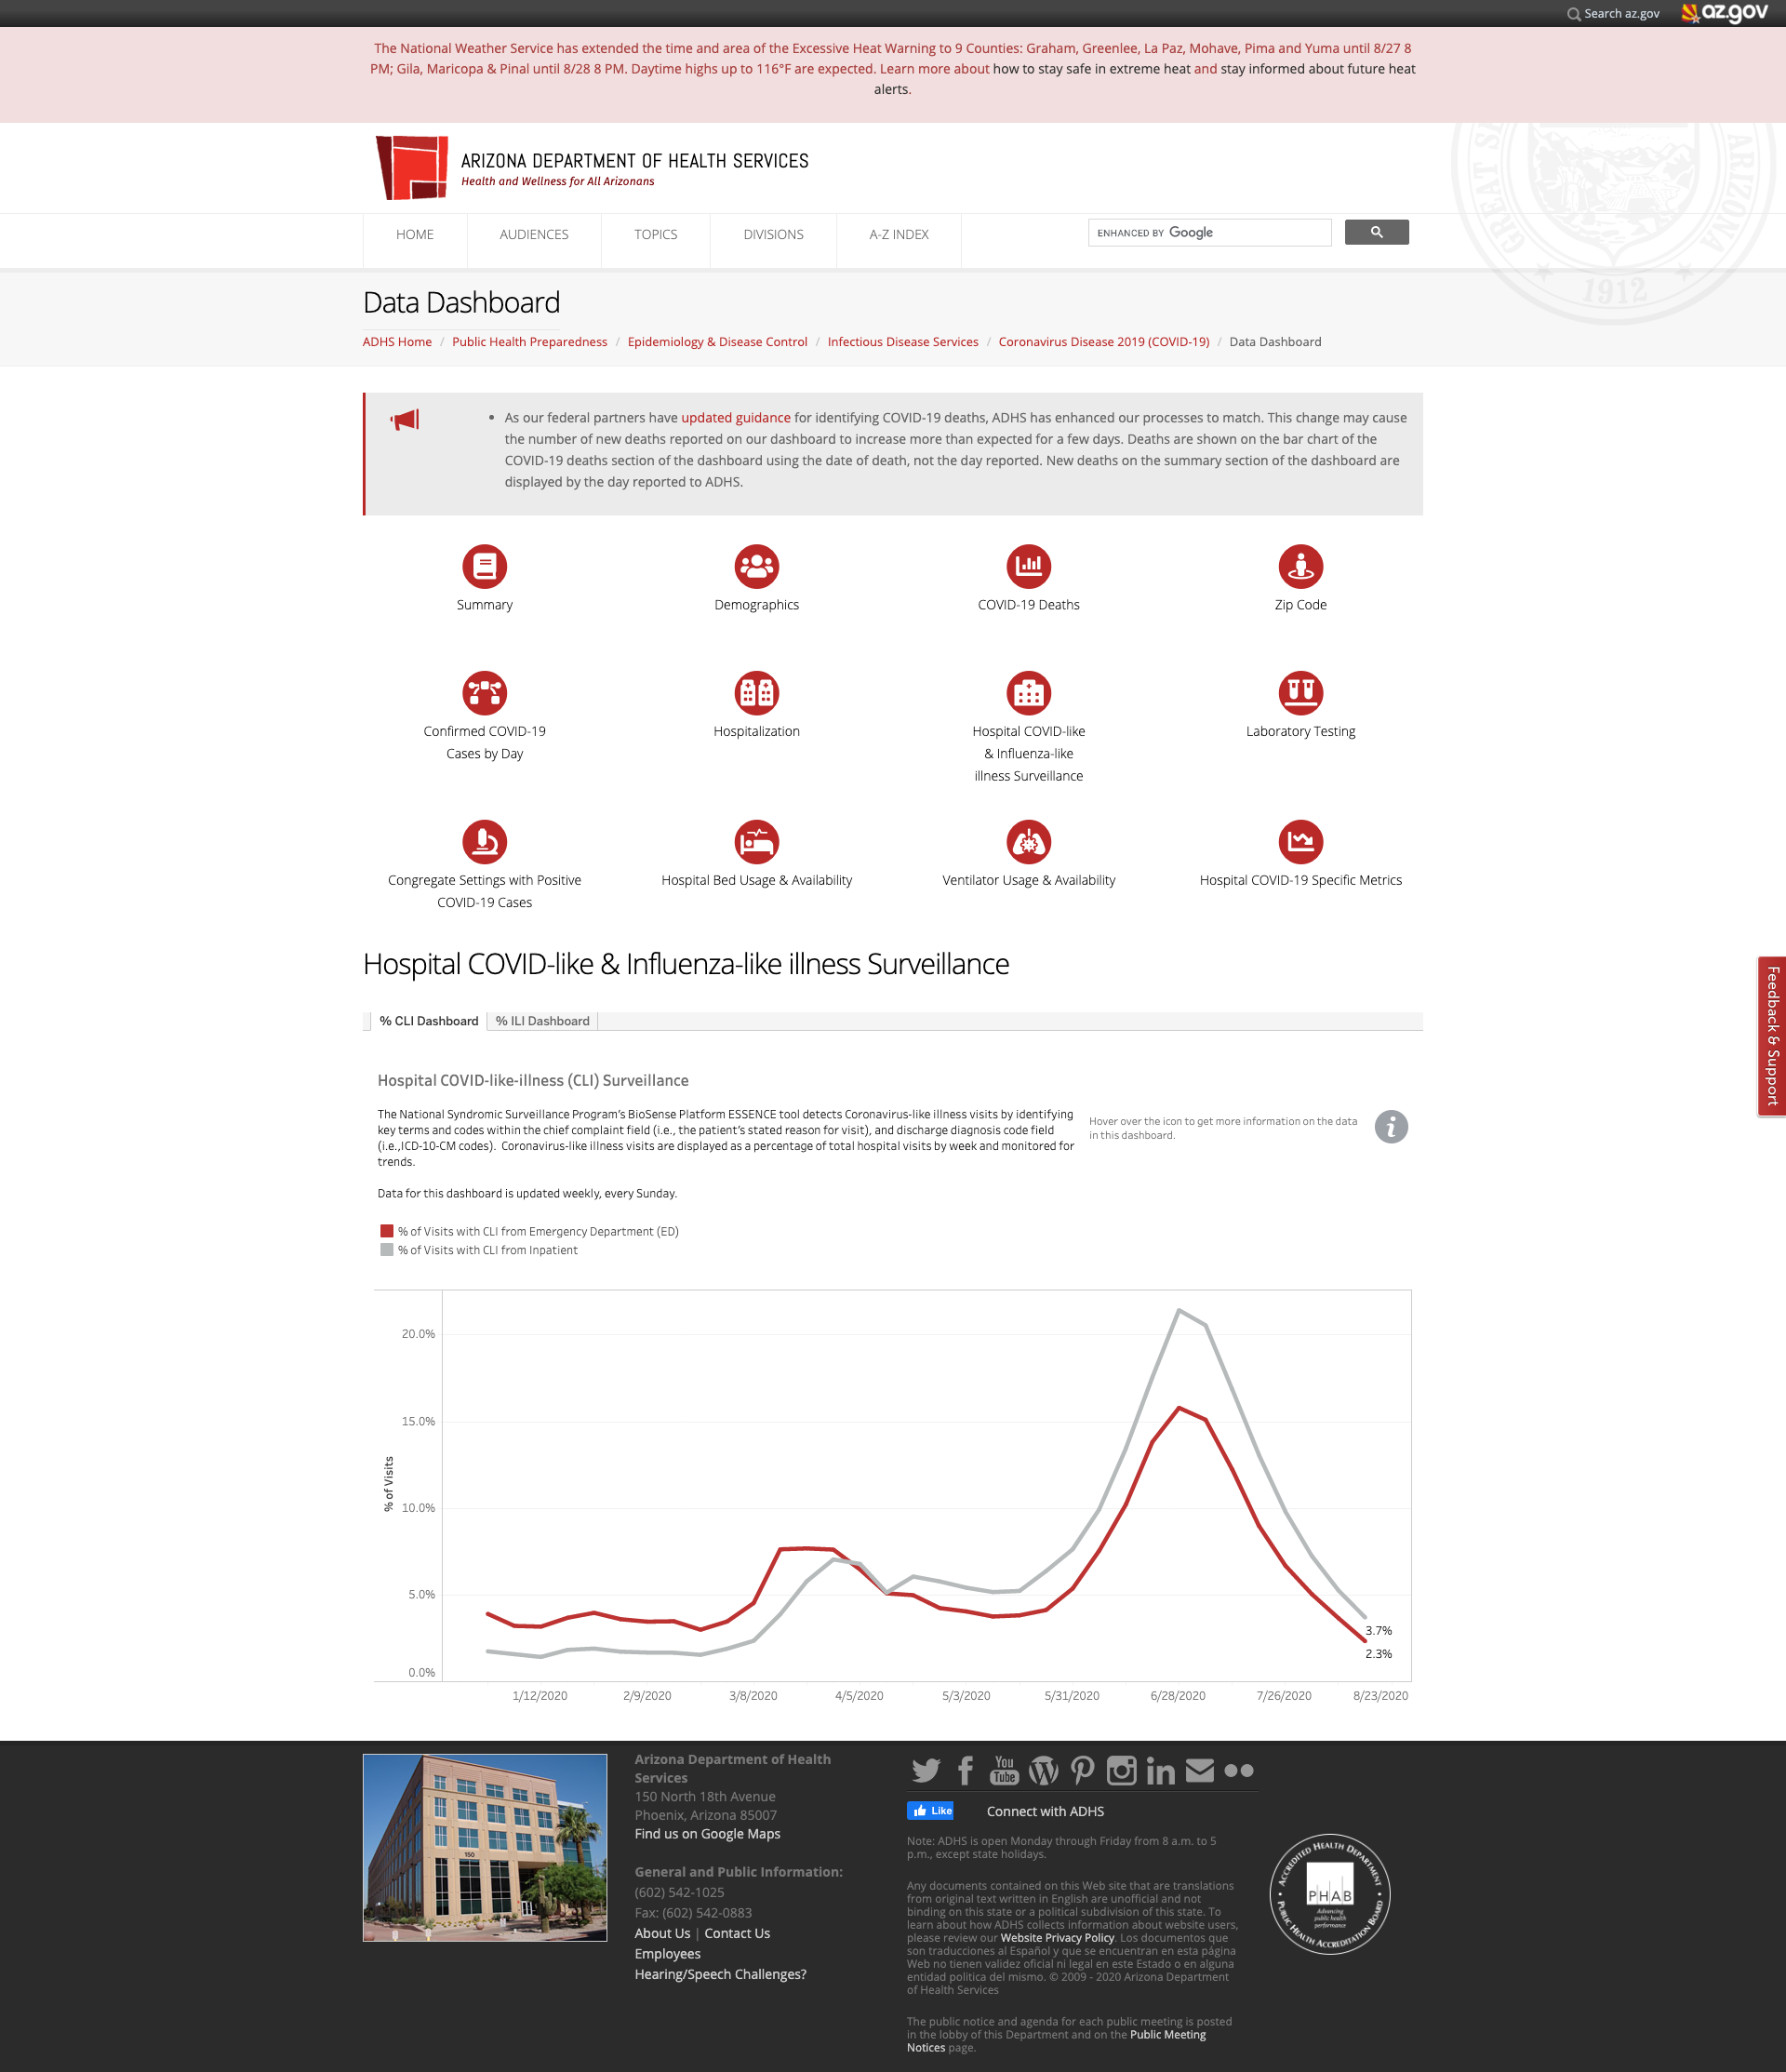 Search az.gov az.gov
The National Weather Service has extended the time and area of the Excessive Heat Warning to 9 Counties: Graham, Greenlee, La Paz, Mohave, Pima and Yuma until 8/27 8
PM; Gila, Maricopa & Pinal until 8/28 8 PM. Daytime highs up to 116°F are expected. Learn more about how to stay safe in extreme heat and stay informed about future heat
alerts.
ARIZONA DEPARTMENT OF HEALTH SERVICES
Health and Wellness for All Arizonans
GREAT ARIZONA
1912
HOME AUDIENCES TOPICS DIVISIONS A-Z INDEX ENHANCED BY Google
Data Dashboard
ADHS Home / Public Health Preparedness / Epidemiology & Disease Control / Infectious Disease Services / Coronavirus Disease 2019 (COVID-19) / Data Dashboard
• As our federal partners have updated guidance for identifying COVID-19 deaths, ADHS has enhanced our processes to match. This change may cause
the number of new deaths reported on our dashboard to increase more than expected for a few days. Deaths are shown on the bar chart of the
COVID-19 deaths section of the dashboard using the date of death, not the day reported. New deaths on the summary section of the dashboard are
displayed by the day reported to ADHS.
Summary
Demographics
COVID-19 Deaths
Zip Code
Confirmed COVID-19
Cases by Day
Hospitalization
Hospital COVID-like
& Influenza-like
illness Surveillance
Laboratory Testing
Congregate Settings with Positive
COVID-19 Cases
Hospital Bed Usage & Availability
Ventilator Usage & Availability
Hospital COVID-19 Specific Metrics
Hospital COVID-like & Influenza-like illness Surveillance
Feedback & Support
% CLI Dashboard % ILI Dashboard
Hospital COVID-like-illness (CLI) Surveillance
The National Syndromic Surveillance Program's BioSense Platform ESSENCE tool detects Coronavirus-like illness visits by identifying
key terms and codes within the chief complaint field (i.e., the patient's stated reason for visit), and discharge diagnosis code field
(i.e.,ICD-10-CM codes). Coronavirus-like illness visits are displayed as a percentage of total hospital visits by week and monitored for
trends.
Hover over the icon to get more information on the data
in this dashboard.
i
Data for this dashboard is updated weekly, every Sunday.
% of Visits with CLI from Emergency Department (ED)
% of Visits with CLI from Inpatient
20.0%
15.0%
10.0%
5.0%
0.0%
% of Visits
3.7%
2.3%
1/12/2020 2/9/2020 3/8/2020 4/5/2020 5/3/2020 5/31/2020 6/28/2020 7/26/2020 8/23/2020
150
Arizona Department of Health
Services
150 North 18th Avenue
Phoenix, Arizona 85007
Find us on Google Maps
General and Public Information:
(602) 542-1025
Fax: (602) 542-0883
About Us | Contact Us
Employees
Hearing/Speech Challenges?
You Tube
Like Connect with ADHS
Note: ADHS is open Monday through Friday from 8 a.m. to 5
p.m., except state holidays.
Any documents contained on this Web site that are translations
from original text written in English are unofficial and not
binding on this state or a political subdivision of this state. To
learn about how ADHS collects information about website users,
please review our Website Privacy Policy. Los documentos que
son traducciones al Español y que se encuentran en esta página
Web no tienen validez oficial ni legal en este Estado o en alguna
entidad politica del mismo. © 2009 - 2020 Arizona Department
of Health Services
The public notice and agenda for each public meeting is posted
in the lobby of this Department and on the Public Meeting
Notices page.
ACCREDITED HEALTH DEPARTMENT
PHAB
Advancing
public health
performance
PUBLIC HEALTH ACCREDITATION BOARD